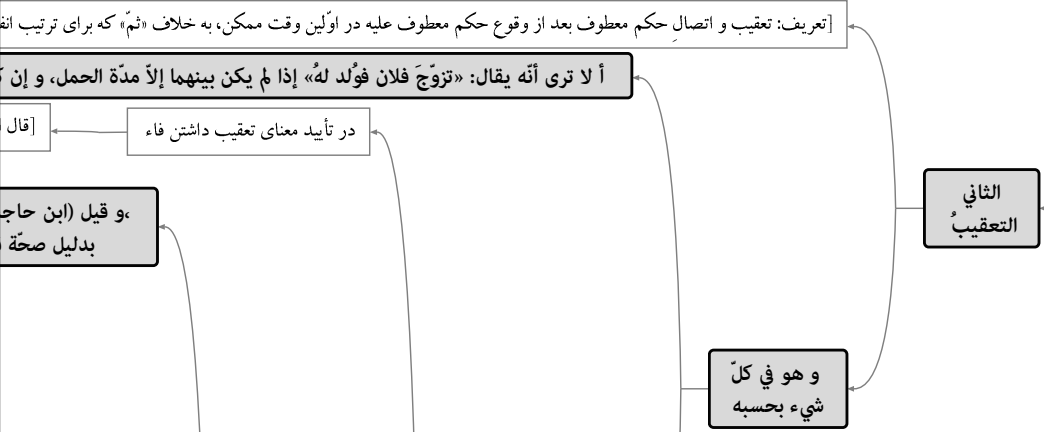 [تعریف: تعقیب و اتصالِ حکم معطوف بعد از وقوع حکم معطوف علیه در اوّلین وقت ممکن، به خلاف «ثمّ» که برای ترتیب
أ لا ترى أنّه يقال: «تزوّجَ فلان فوُلد لهُ» إذا لم يكن بينهما إلاّ مدّة الحمل، و إن
در تأیید معنای تعقیب داشتن فاء
[قال
الثاني
التعقيبُ
،و قيل (ابن
بدليل صحّة
و هو في كلّ
شيء بحسبه